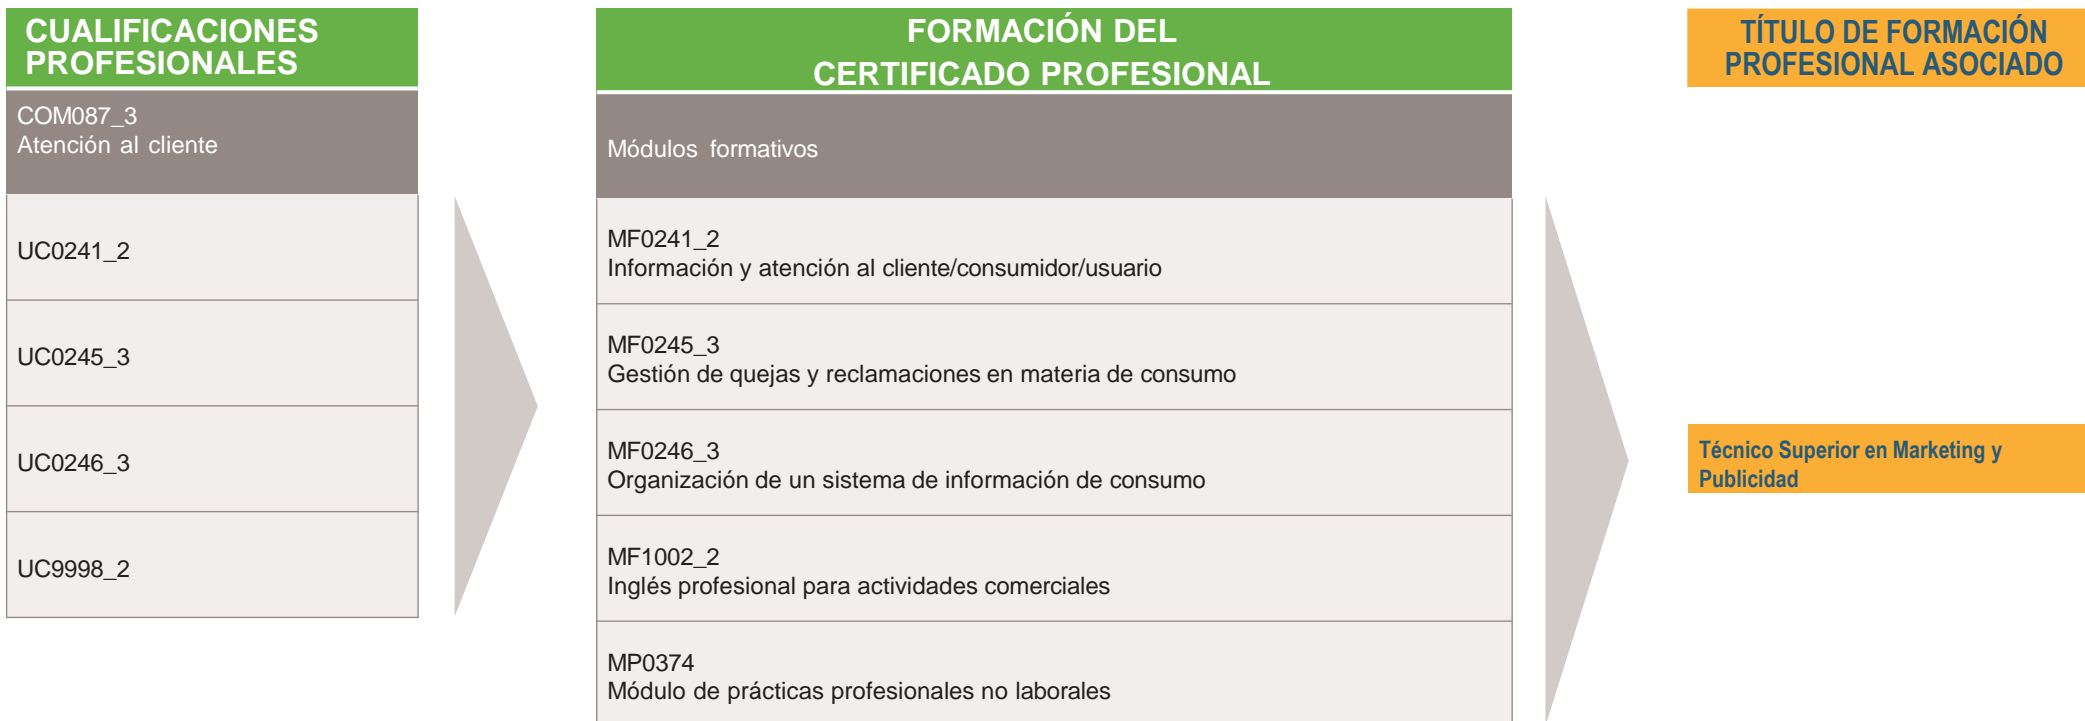 CUALIFICACIONES
PROFESIONALES
COM087_3
Atención al cliente
UC0241_2
UC0245_3
UC0246_3
UC9998_2
FORMACIÓN DEL
CERTIFICADO PROFESIONAL
Módulos formativos
MF0241_2
Información y atención al cliente/consumidor/usuario
MF0245_3
Gestión de quejas y reclamaciones en materia de consumo
MF0246_3
Organización de un sistema de información de consumo
MF1002_2
Inglés profesional para actividades comerciales
MP0374
Módulo de prácticas profesionales no laborales
TÍTULO DE FORMACIÓN
PROFESIONAL ASOCIADO
Técnico Superior en Marketing y
Publicidad